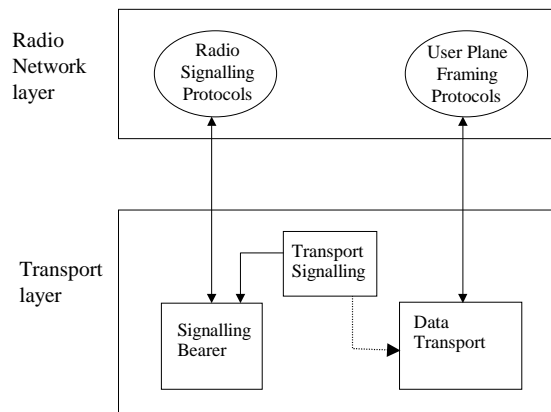 Radio
Network
layer
Radio
Signalling
Protocols
User Plane
Framing
Protocols
Transport
layer
Transport
Signalling
Signalling
Bearer
Data
Transport